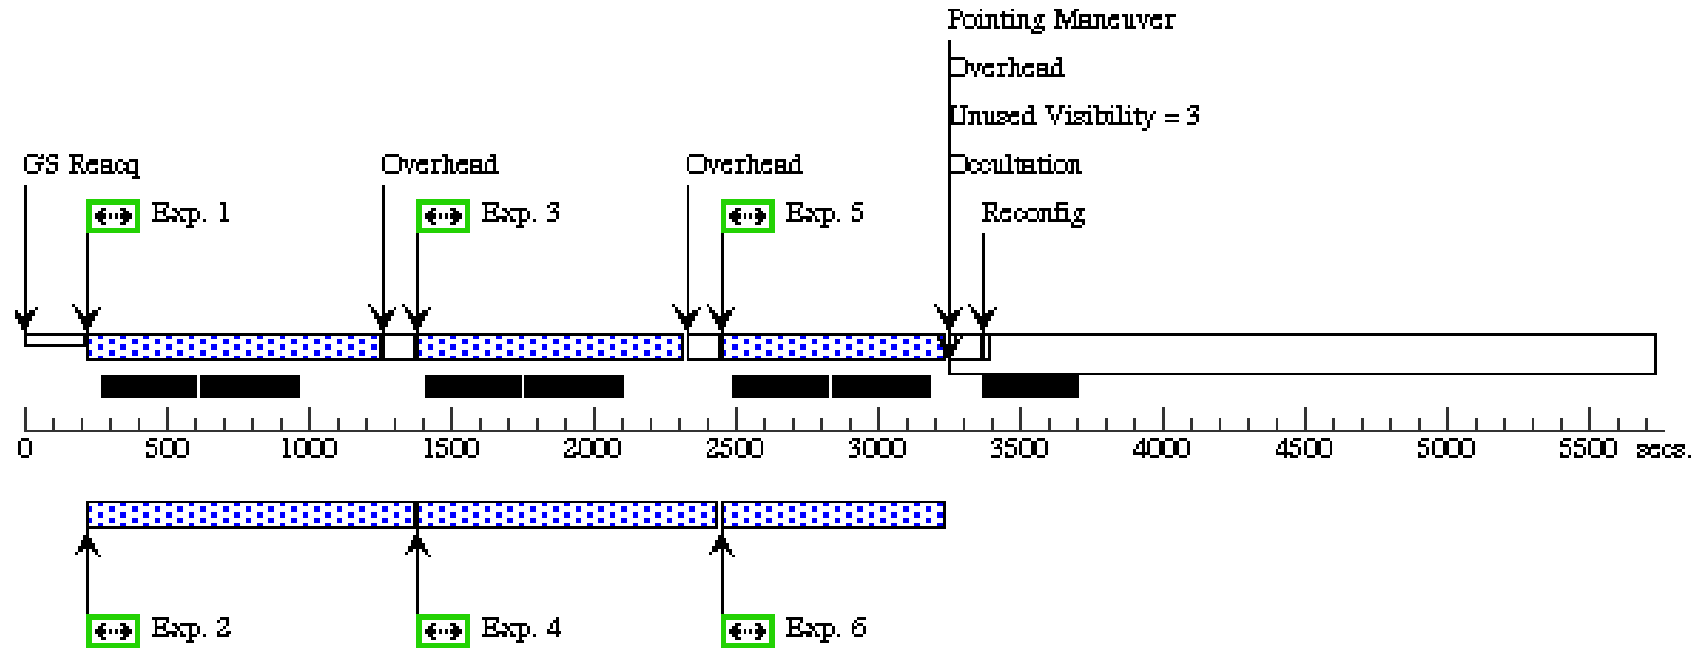 Pointing Maneuver
Overhead
Unused Visibility = 3
GS Reacq Overhead Overhead Occultation
Exp. 1 Exp. 3 Exp. 5 Reconfig
0 500 1000 1500 2000 2500 3000 3500 4000 4500 5000 5500 secs.
Exp. 2 Exp. 4 Exp. 6